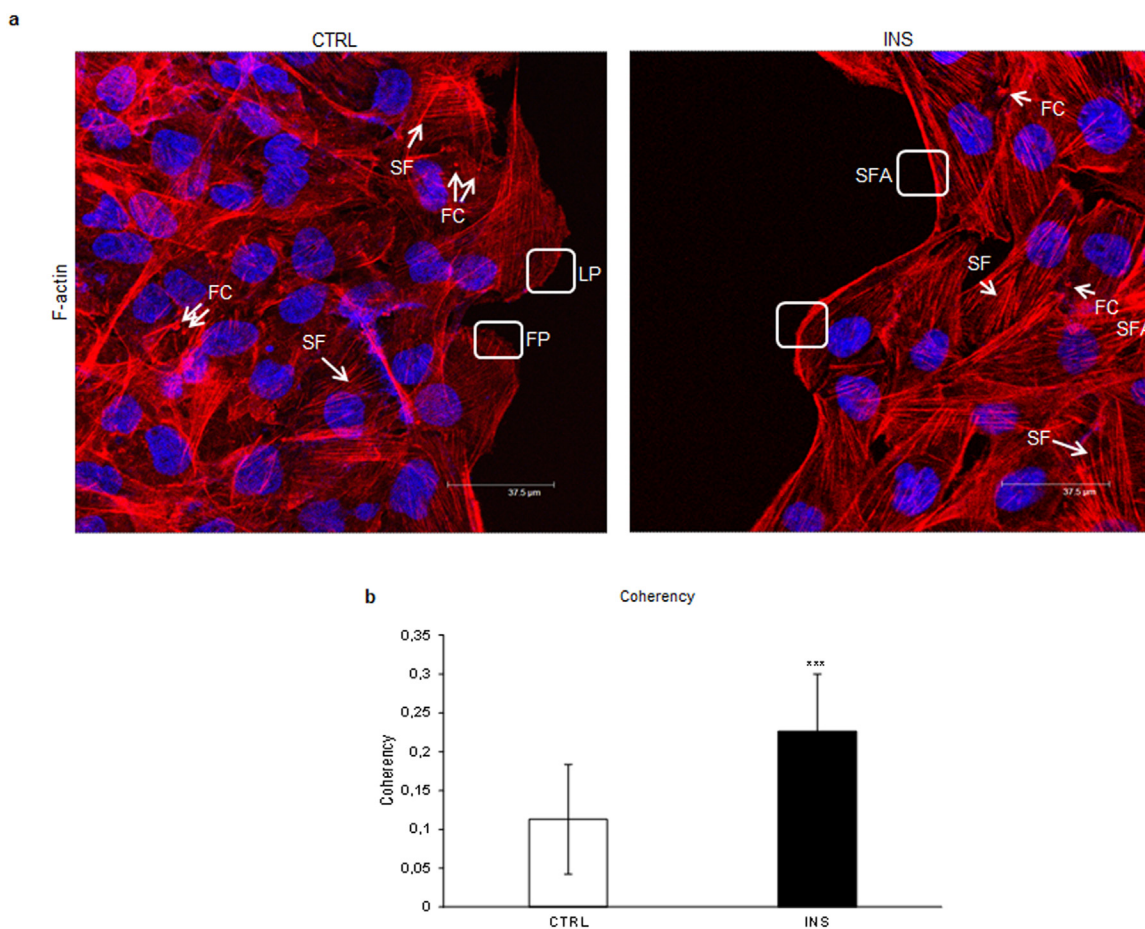 a
CTRL
INS
F-actin
SF
FC
FC
SF
LP
FP
37.5 µm
FC
SFA
SF
FC
SFA
SF
37.5 µm
b
Coherency
Coherency
0,35
0,3
0,25
0,2
0,15
0,1
0,05
0
***
CTRL
INS